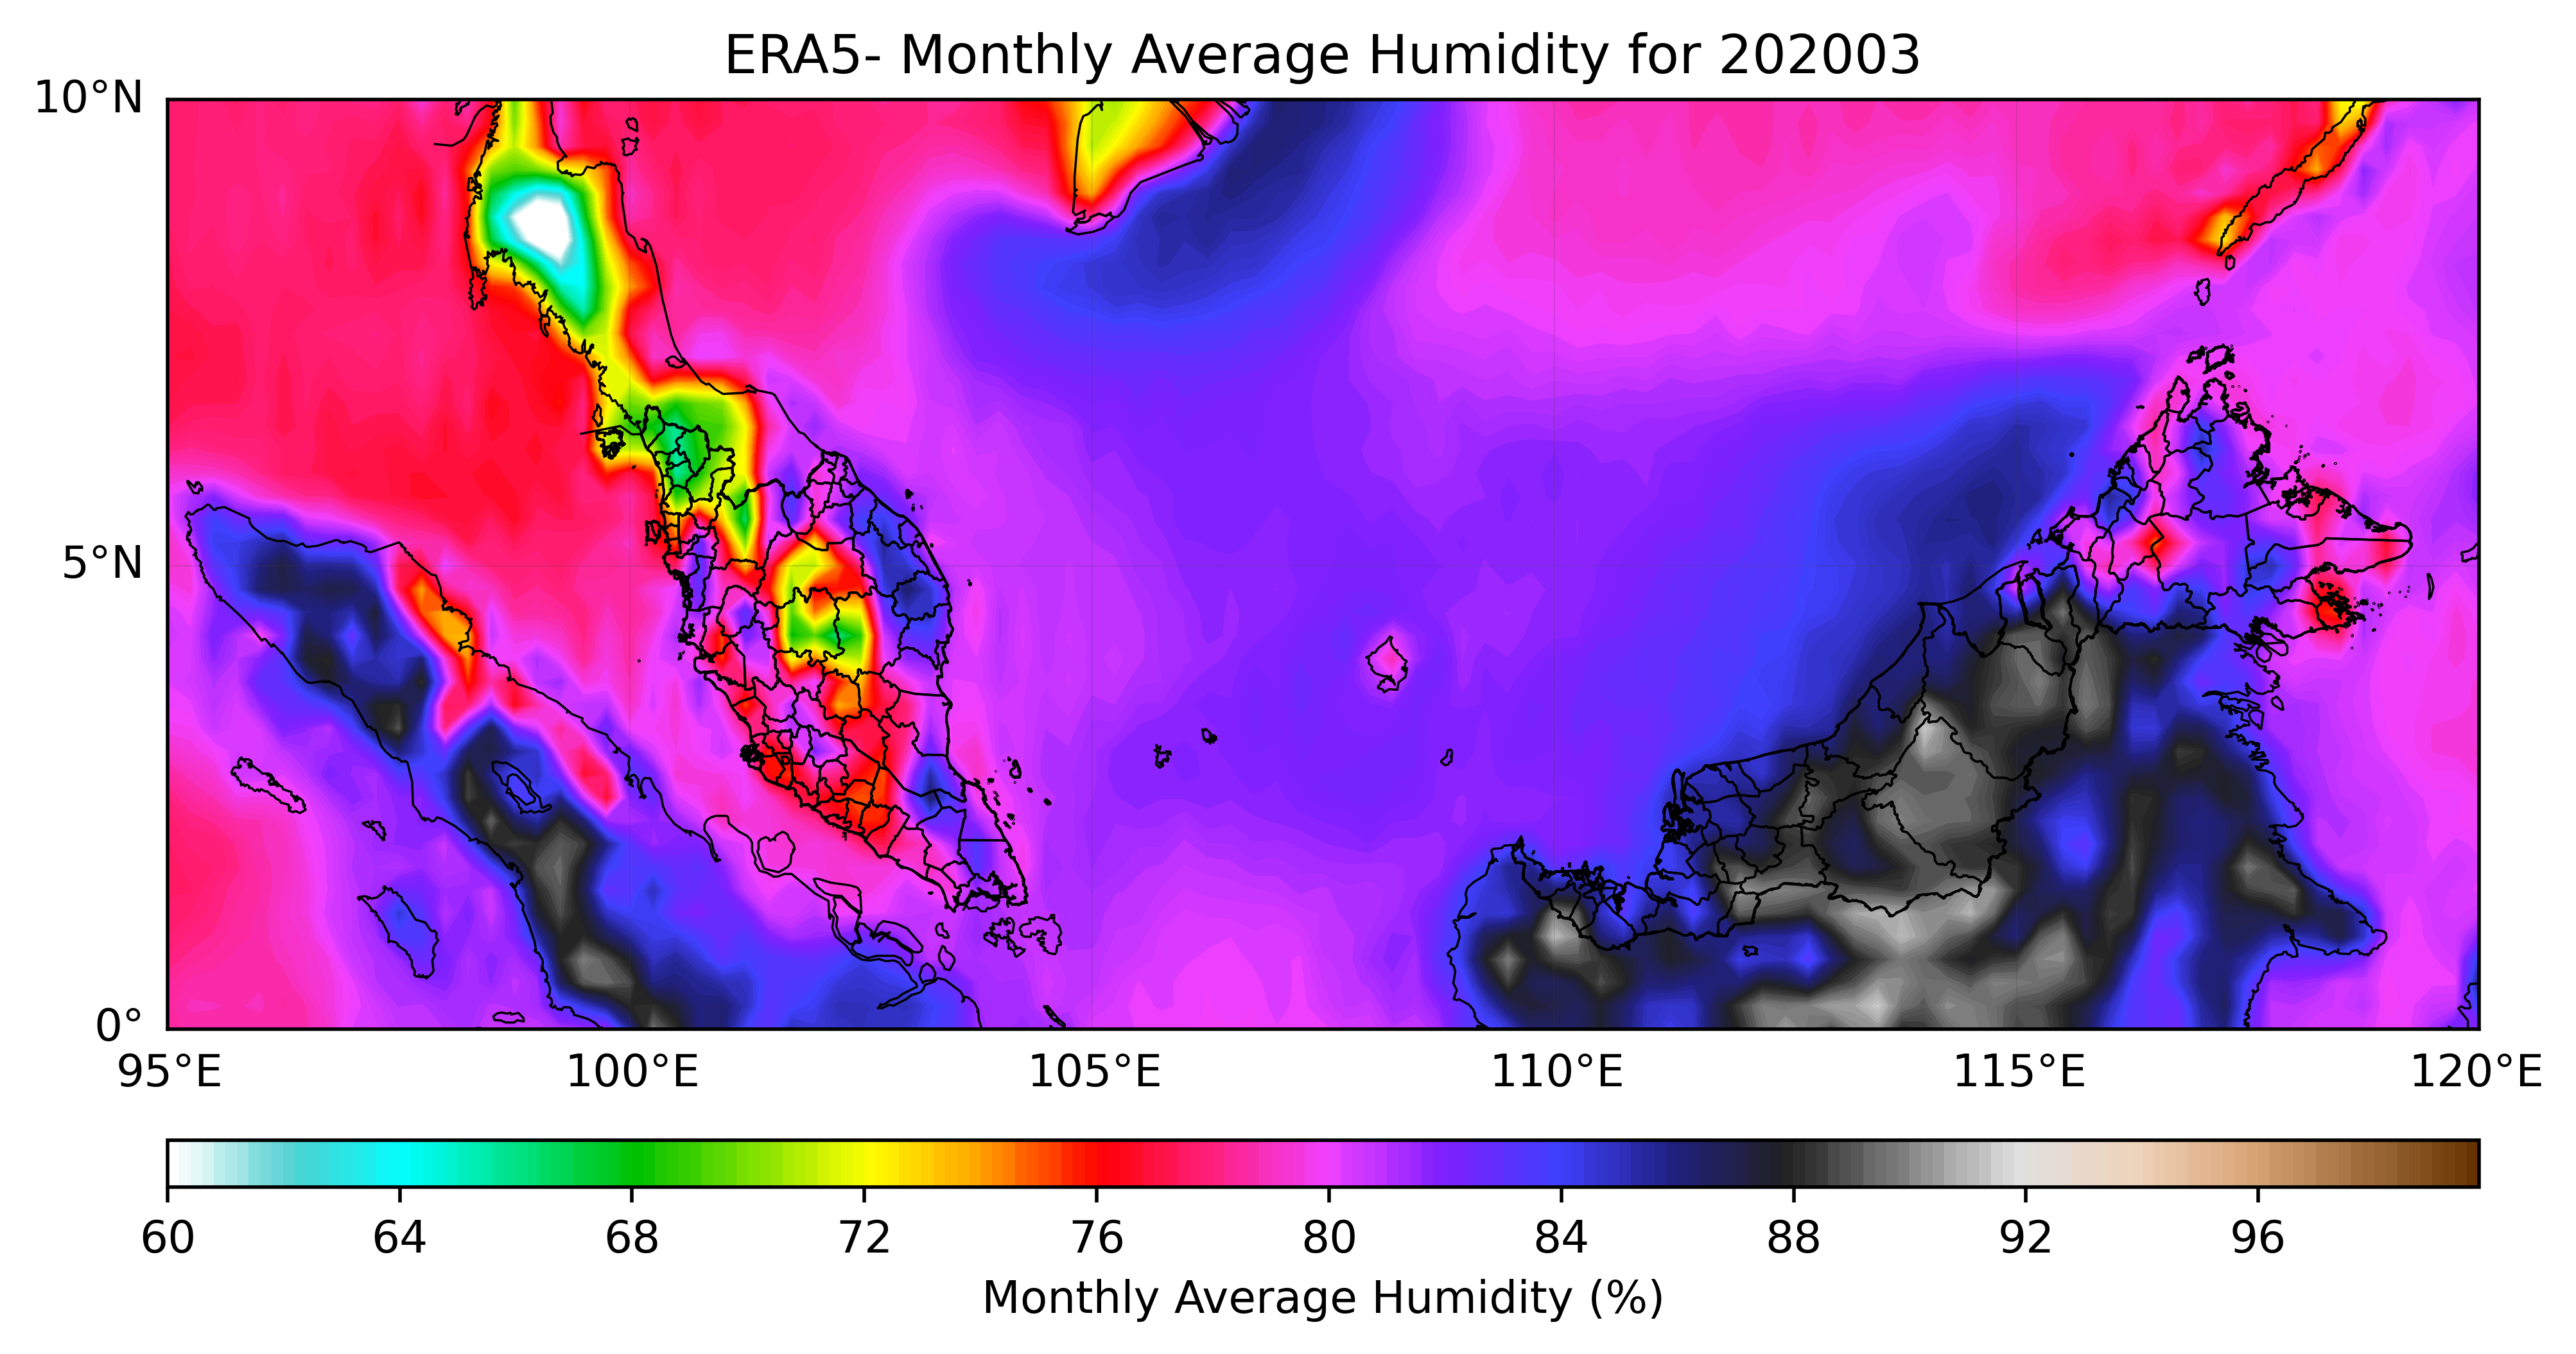 ERA5- Monthly Average Humidity for 202003
10°N
5°N
0°
95°E 100°E 105°E 110°E 115°E 120°E
60 64 68 72 76 80 84 88 92 96
Monthly Average Humidity (%)